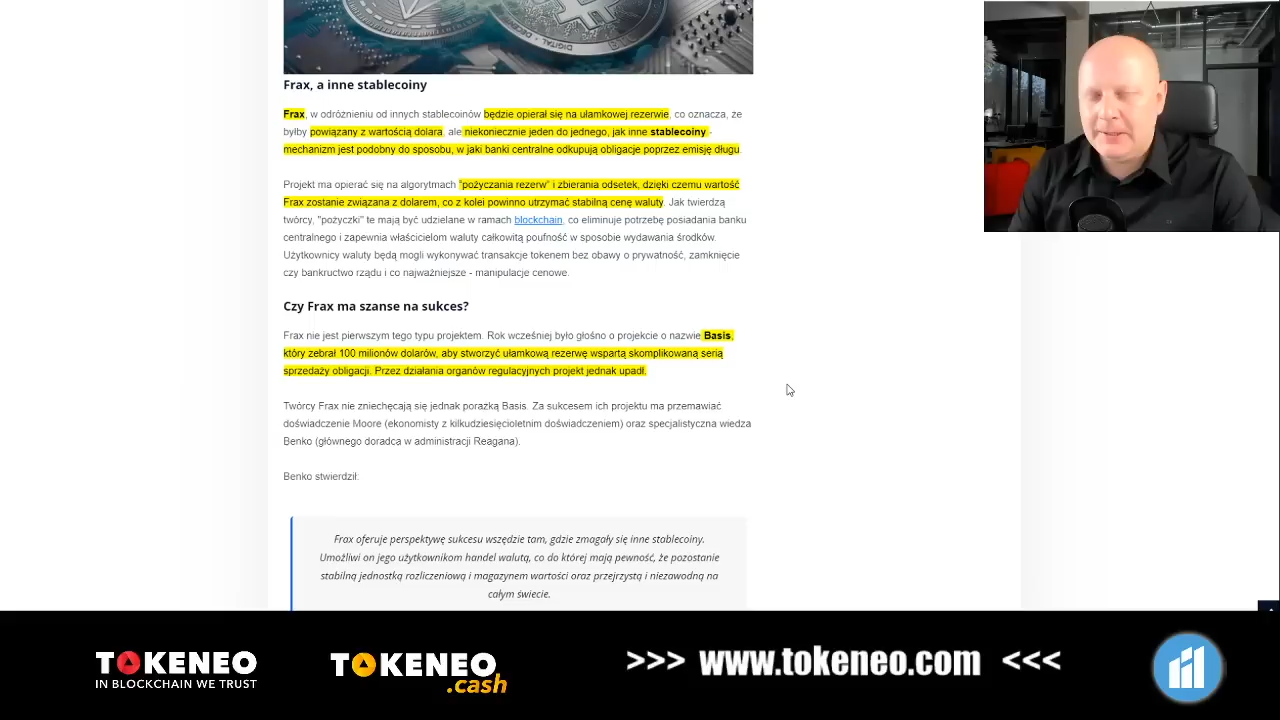 DIGITAL · DEC
Frax, a inne stablecoiny
Frax, w odróżnieniu od innych stablecoinów będzie opierał się na ułamkowej rezerwie, co oznacza, że
byłby powiązany z wartością dolara, ale niekoniecznie jeden do jednego, jak inne stablecoiny -
mechanizm jest podobny do sposobu, w jaki banki centralne odkupują obligacje poprzez emisję długu.
Projekt ma opierać się na algorytmach "pożyczania rezerw" i zbierania odsetek, dzięki czemu wartość
Frax zostanie związana z dolarem, co z kolei powinno utrzymać stabilną cenę waluty. Jak twierdzą
twórcy, "pożyczki" te mają być udzielane w ramach blockchain, co eliminuje potrzebę posiadania banku
centralnego i zapewnia właścicielom waluty całkowitą poufność w sposobie wydawania środków.
Użytkownicy waluty będą mogli wykonywać transakcje tokenem bez obawy o prywatność, zamknięcie
czy bankructwo rządu i co najważniejsze - manipulacje cenowe.
Czy Frax ma szanse na sukces?
Frax nie jest pierwszym tego typu projektem. Rok wcześniej było głośno o projekcie o nazwie Basis,
który zebrał 100 milionów dolarów, aby stworzyć ułamkową rezerwę wspartą skomplikowaną serią
sprzedaży obligacji. Przez działania organów regulacyjnych projekt jednak upadł.
Twórcy Frax nie zniechęcają się jednak porażką Basis. Za sukcesem ich projektu ma przemawiać
doświadczenie Moore (ekonomisty z kilkudziesięcioletnim doświadczeniem) oraz specjalistyczna wiedza
Benko (głównego doradca w administracji Reagana).
Benko stwierdził:
Frax oferuje perspektywę sukcesu wszędzie tam, gdzie zmagały się inne stablecoiny.
Umożliwi on jego użytkownikom handel walutą, co do której mają pewność, że pozostanie
stabilną jednostką rozliczeniową i magazynem wartości oraz przejrzystą i niezawodną na
całym świecie.
TOKENEO
IN BLOCKCHAIN WE TRUST
TOKENEO
.cash
>>> www.tokeneo.com <<<